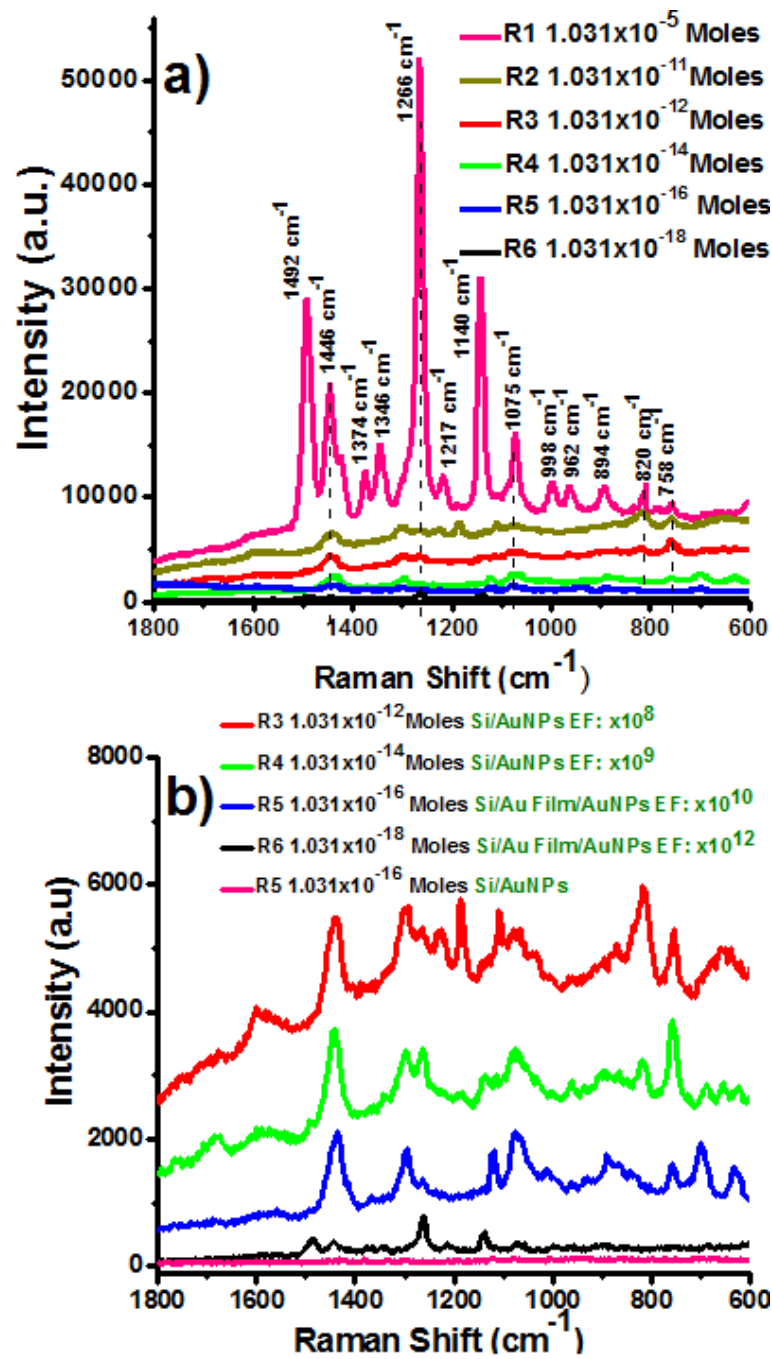 a)
R1 1.031x10⁻⁵ Moles
R2 1.031x10⁻¹¹ Moles
R3 1.031x10⁻¹² Moles
R4 1.031x10⁻¹⁴ Moles
R5 1.031x10⁻¹⁶ Moles
R6 1.031x10⁻¹⁸ Moles
1492 cm⁻¹
1446 cm⁻¹
1374 cm⁻¹
1346 cm⁻¹
1266 cm⁻¹
1217 cm⁻¹
1140 cm⁻¹
1075 cm⁻¹
998 cm⁻¹
962 cm⁻¹
894 cm⁻¹
820 cm⁻¹
758 cm⁻¹
Intensity (a.u.)
50000
40000
30000
20000
10000
0
1800 1600 1400 1200 1000 800 600
Raman Shift (cm⁻¹)
R3 1.031x10⁻¹² Moles Si/AuNPs EF: x10⁸
R4 1.031x10⁻¹⁴ Moles Si/AuNPs EF: x10⁹
R5 1.031x10⁻¹⁶ Moles Si/Au Film/AuNPs EF: x10¹⁰
R6 1.031x10⁻¹⁸ Moles Si/Au Film/AuNPs EF: x10¹²
R5 1.031x10⁻¹⁶ Moles Si/AuNPs
b)
Intensity (a.u)
8000
6000
4000
2000
0
1800 1600 1400 1200 1000 800 600
Raman Shift (cm⁻¹)